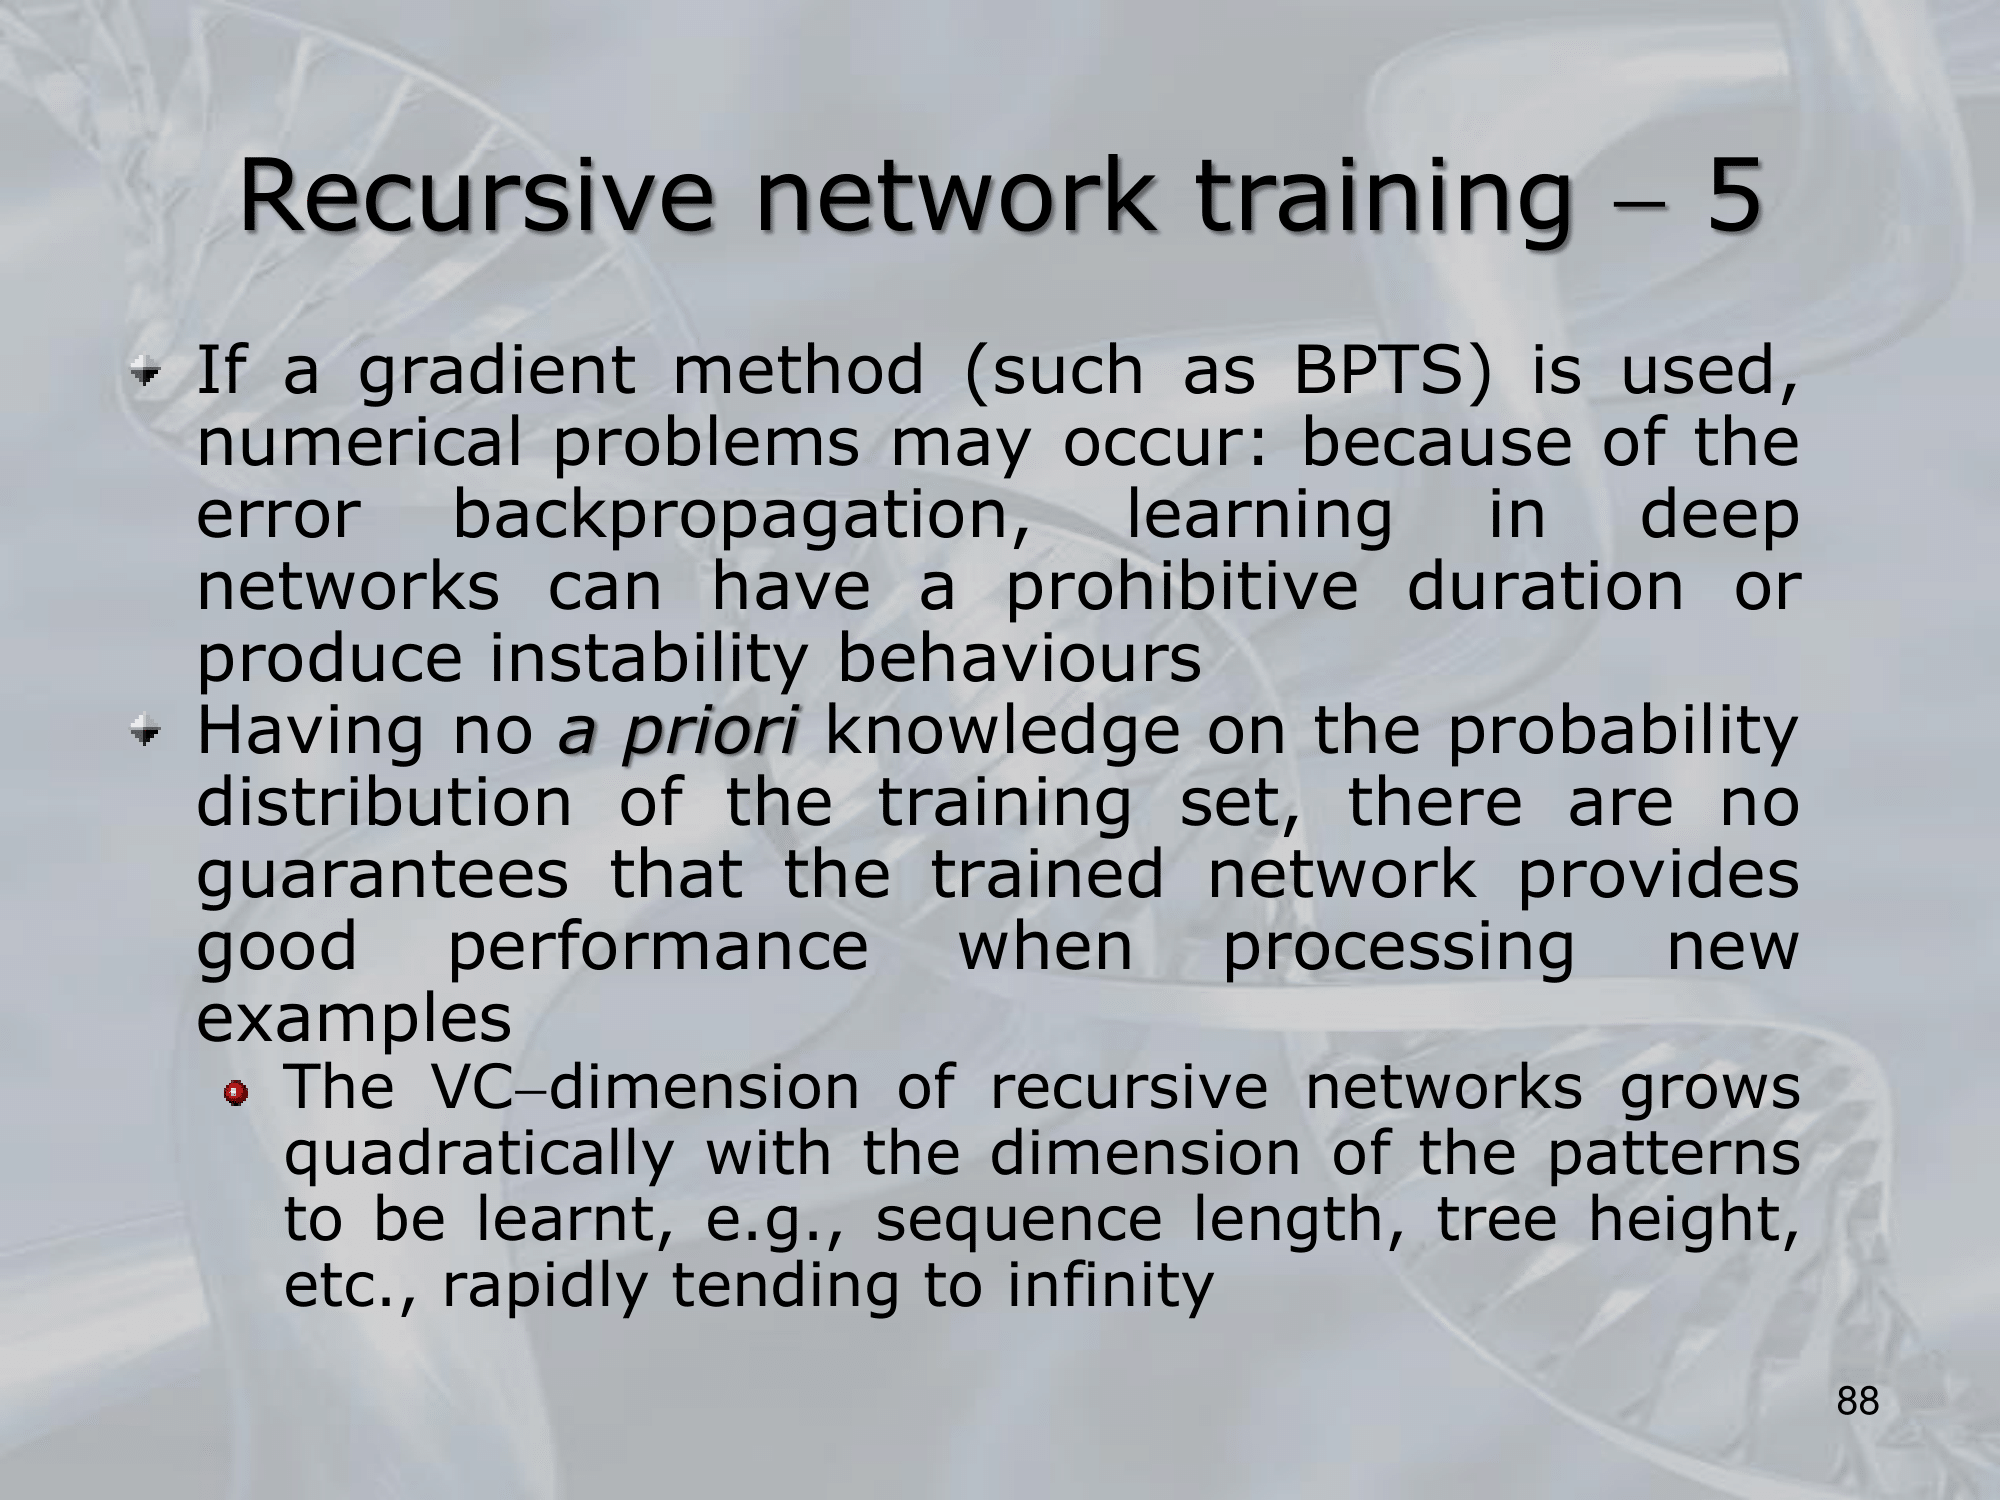 Recursive network training – 5
If a gradient method (such as BPTS) is used,
numerical problems may occur: because of the
error backpropagation, learning in deep
networks can have a prohibitive duration or
produce instability behaviours
Having no a priori knowledge on the probability
distribution of the training set, there are no
guarantees that the trained network provides
good performance when processing new
examples
The VC–dimension of recursive networks grows
quadratically with the dimension of the patterns
to be learnt, e.g., sequence length, tree height,
etc., rapidly tending to infinity
88